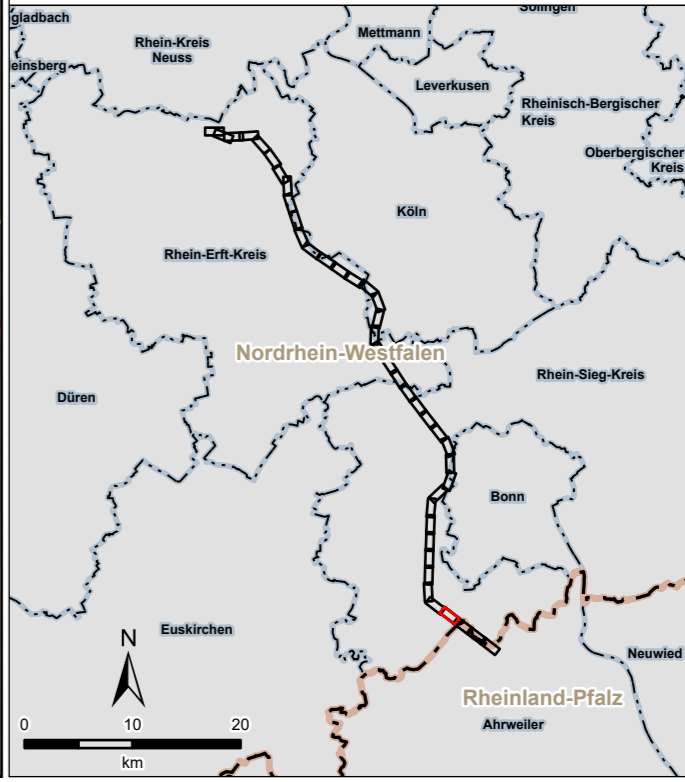 gladbach
Solingen
Mettmann
Rhein-Kreis
Neuss
einsberg
Leverkusen
Rheinisch-Bergischer
Kreis
Oberbergischer
Kreis
Köln
Rhein-Erft-Kreis
Nordrhein-Westfalen
Rhein-Sieg-Kreis
Düren
Bonn
Euskirchen
N
Neuwied
Rheinland-Pfalz
Ahrweiler
0 10 20
km